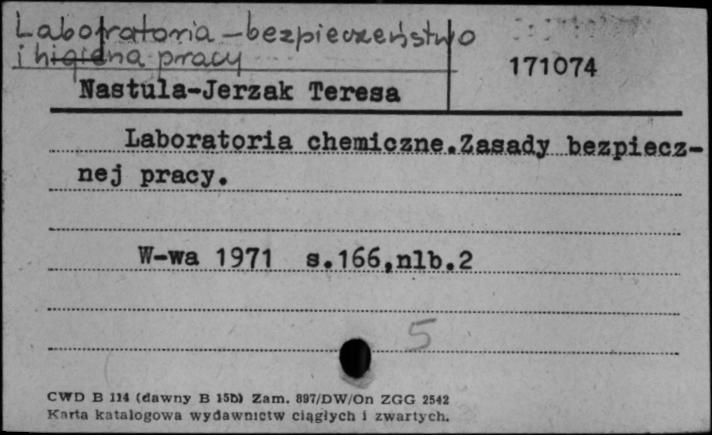 Laboratoria – bezpieczeństwo
i higiena pracy
171074
Nastula-Jerzak Teresa
Laboratoria chemiczne.Zasady bezpiecz-
nej pracy.
W-wa 1971 s.166,nlb.2
5
CWD B 114 (dawny B 15b) Zam. 897/DW/On ZGG 2542
Karta katalogowa wydawnictw ciągłych i zwartych.